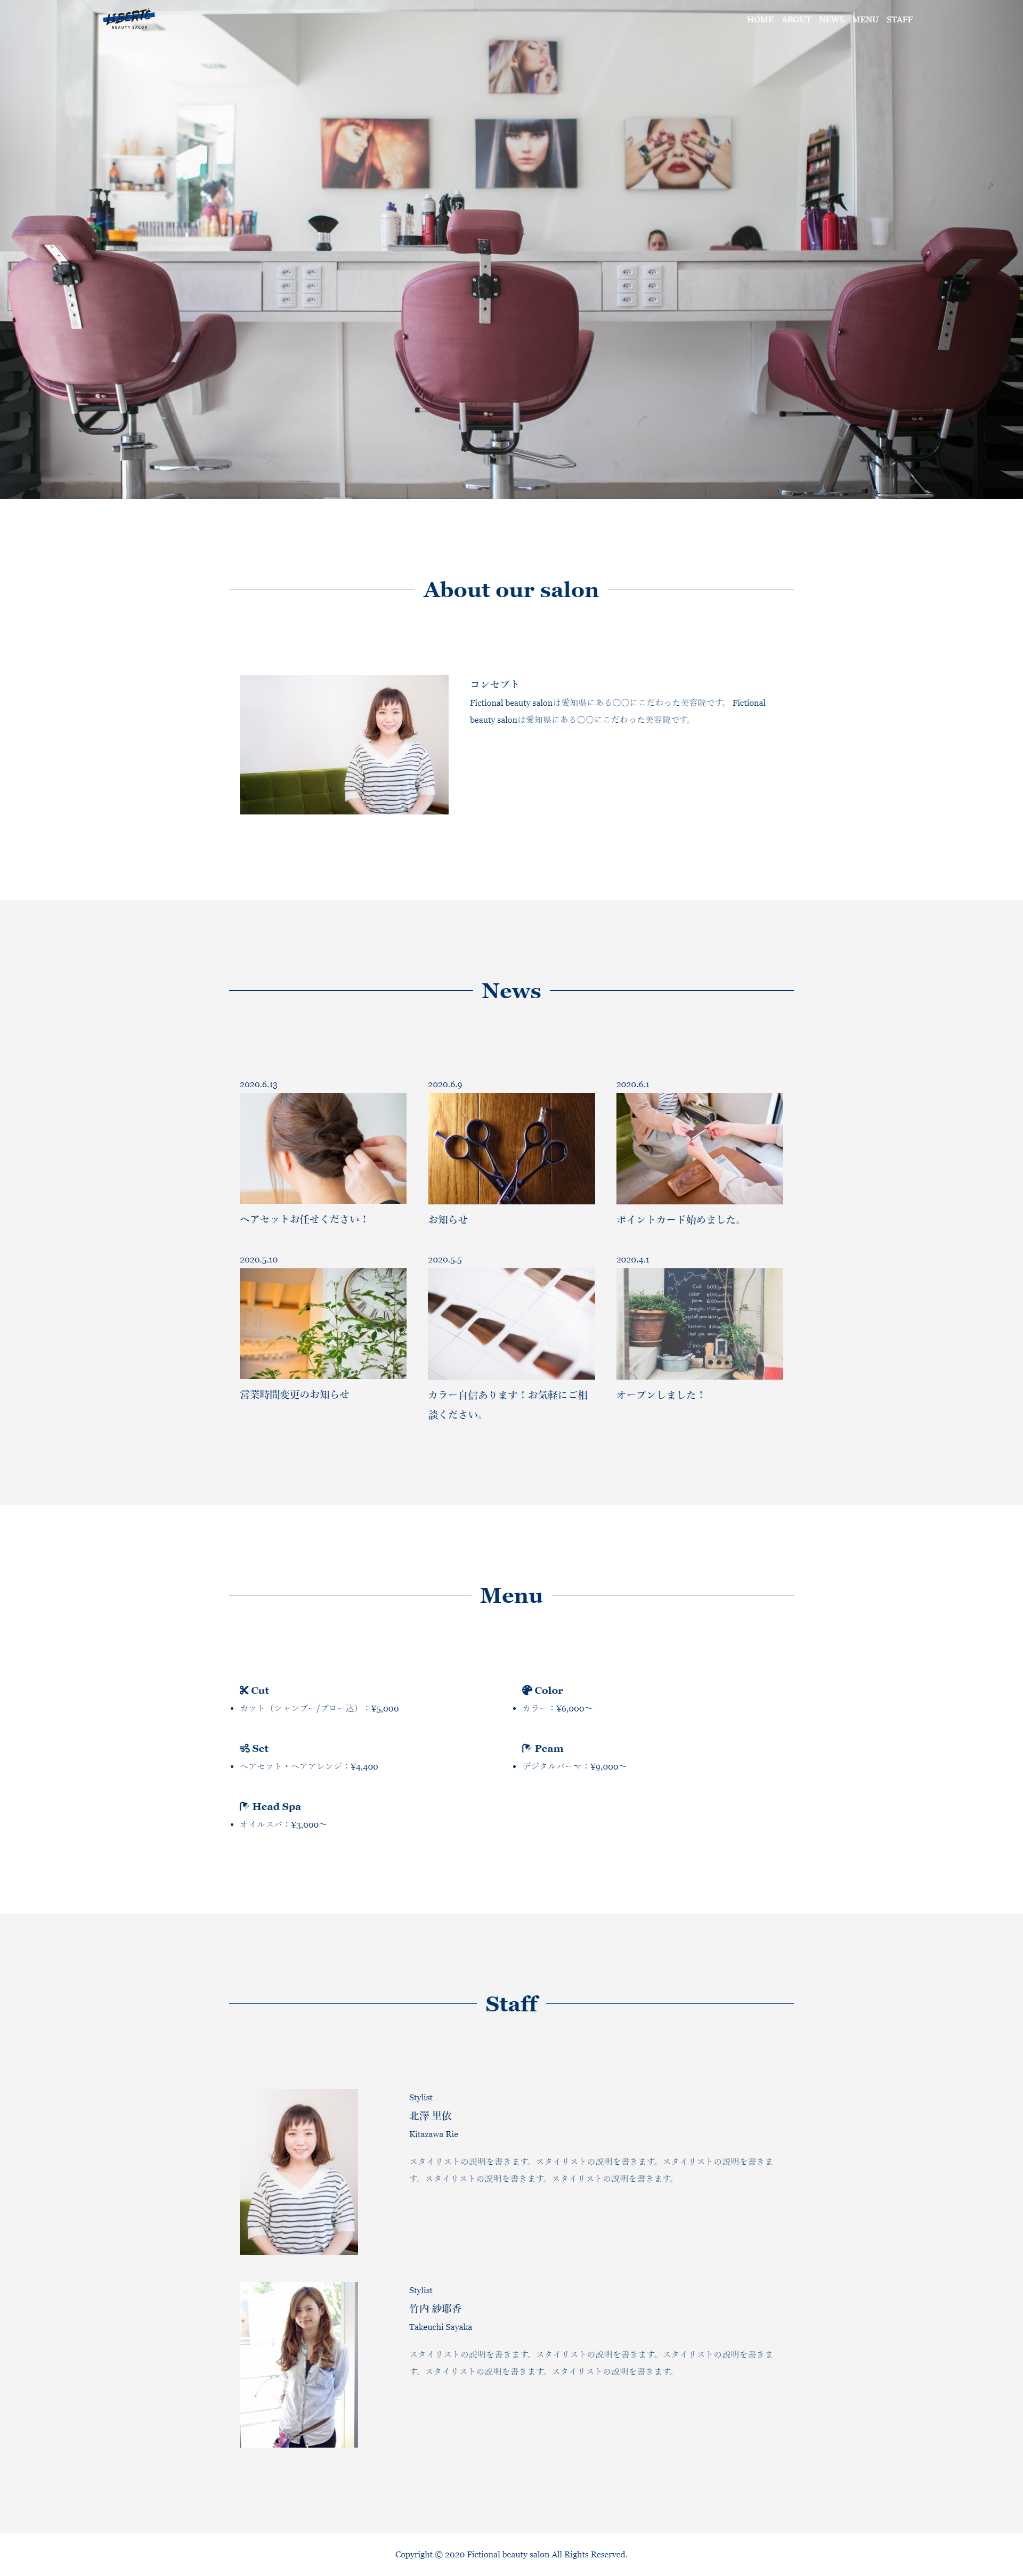 LIBERTE
BEAUTY SALON
HOME ABOUT NEWS MENU STAFF
About our salon
コンセプト
Fictional beauty salonは愛知県にある〇〇にこだわった美容院です。 Fictional
beauty salonは愛知県にある〇〇にこだわった美容院です。
News
2020.6.13 2020.6.9 2020.6.1
ヘアセットお任せください！ お知らせ ポイントカード始めました。
2020.5.10 2020.5.5 2020.4.1
営業時間変更のお知らせ カラー自信あります！お気軽にご相 オープンしました！
談ください。
Menu
Cut Color
カット（シャンプー/ブロー込）：¥5,000 カラー：¥6,000〜
Set Peam
ヘアセット・ヘアアレンジ：¥4,400 デジタルパーマ：¥9,000〜
Head Spa
オイルスパ：¥3,000〜
Staff
Stylist
北澤 里依
Kitazawa Rie
スタイリストの説明を書きます。スタイリストの説明を書きます。スタイリストの説明を書きま
す。スタイリストの説明を書きます。スタイリストの説明を書きます。
Stylist
竹内 紗耶香
Takeuchi Sayaka
スタイリストの説明を書きます。スタイリストの説明を書きます。スタイリストの説明を書きま
す。スタイリストの説明を書きます。スタイリストの説明を書きます。
Copyright © 2020 Fictional beauty salon All Rights Reserved.